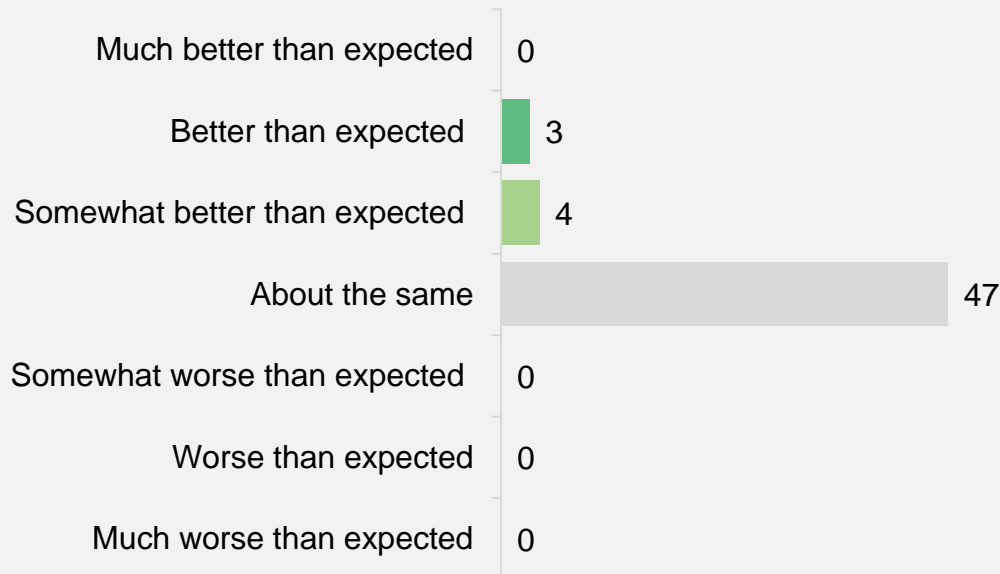 Much better than expected 0
Better than expected 3
Somewhat better than expected 4
About the same 47
Somewhat worse than expected 0
Worse than expected 0
Much worse than expected 0